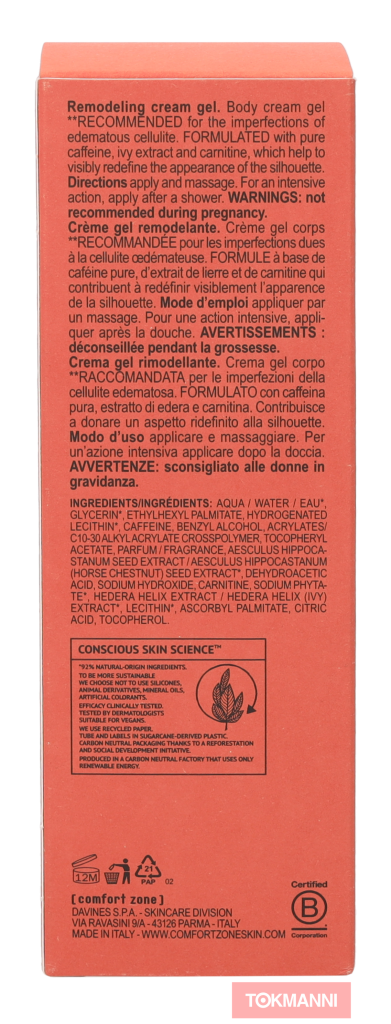 Remodeling cream gel. Body cream gel
**RECOMMENDED for the imperfections of
edematous cellulite. FORMULATED with pure
caffeine, ivy extract and carnitine, which help to
visibly redefine the appearance of the silhouette.
Directions apply and massage. For an intensive
action, apply after a shower. WARNINGS: not
recommended during pregnancy.
Crème gel remodelante. Crème gel corps
**RECOMMANDÉE pour les imperfections dues
à la cellulite œdémateuse. FORMULE à base de
caféine pure, d'extrait de lierre et de carnitine qui
contribuent à redéfinir visiblement l'apparence
de la silhouette. Mode d'emploi appliquer par
un massage. Pour une action intensive, appli-
quer après la douche. AVERTISSEMENTS :
déconseillée pendant la grossesse.
Crema gel rimodellante. Crema gel corpo
**RACCOMANDATA per le imperfezioni della
cellulite edematosa. FORMULATO con caffeina
pura, estratto di edera e carnitina. Contribuisce
a donare un aspetto ridefinito alla silhouette.
Modo d'uso applicare e massaggiare. Per
un'azione intensiva applicare dopo la doccia.
AVVERTENZE: sconsigliato alle donne in
gravidanza.
INGREDIENTS/INGRÉDIENTS: AQUA / WATER / EAU*,
GLYCERIN*, ETHYLHEXYL PALMITATE, HYDROGENATED
LECITHIN*, CAFFEINE, BENZYL ALCOHOL, ACRYLATES/
C10-30 ALKYL ACRYLATE CROSSPOLYMER, TOCOPHERYL
ACETATE, PARFUM / FRAGRANCE, AESCULUS HIPPOCA-
STANUM SEED EXTRACT / AESCULUS HIPPOCASTANUM
(HORSE CHESTNUT) SEED EXTRACT*, DEHYDROACETIC
ACID, SODIUM HYDROXIDE, CARNITINE, SODIUM PHYTA-
TE*, HEDERA HELIX EXTRACT / HEDERA HELIX (IVY)
EXTRACT*, LECITHIN*, ASCORBYL PALMITATE, CITRIC
ACID, TOCOPHEROL.
CONSCIOUS SKIN SCIENCE™
*92% NATURAL-ORIGIN INGREDIENTS.
TO BE MORE SUSTAINABLE
WE CHOOSE NOT TO USE SILICONES,
ANIMAL DERIVATIVES, MINERAL OILS,
ARTIFICIAL COLORANTS.
EFFICACY CLINICALLY TESTED.
TESTED BY DERMATOLOGISTS
SUITABLE FOR VEGANS.
WE USE RECYCLED PAPER.
TUBE AND LABELS IN SUGARCANE-DERIVED PLASTIC.
CARBON NEUTRAL PACKAGING THANKS TO A REFORESTATION
AND SOCIAL DEVELOPMENT INITIATIVE.
PRODUCED IN A CARBON NEUTRAL FACTORY THAT USES ONLY
RENEWABLE ENERGY.
12M
21
PAP
02
[comfort zone]
DAVINES S.P.A. - SKINCARE DIVISION
VIA RAVASINI 9/A - 43126 PARMA - ITALY
MADE IN ITALY - WWW.COMFORTZONESKIN.COM
Certified
B
Corporation
TOKMANNI